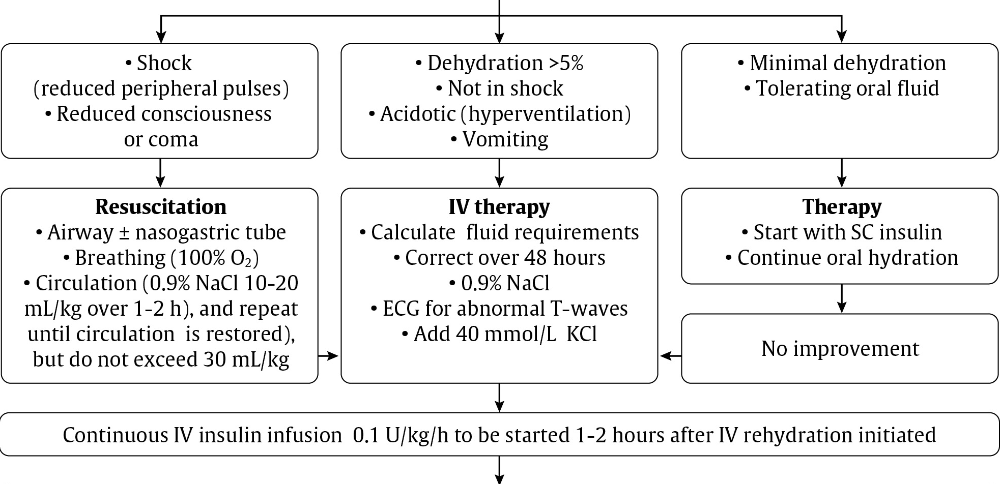 • Shock
(reduced peripheral pulses)
• Reduced consciousness
or coma
• Dehydration >5%
• Not in shock
• Acidotic (hyperventilation)
• Vomiting
• Minimal dehydration
• Tolerating oral fluid
Resuscitation
• Airway ± nasogastric tube
• Breathing (100% O₂)
• Circulation (0.9% NaCl 10-20
mL/kg over 1-2 h), and repeat
until circulation is restored),
but do not exceed 30 mL/kg
IV therapy
• Calculate fluid requirements
• Correct over 48 hours
• 0.9% NaCl
• ECG for abnormal T-waves
• Add 40 mmol/L KCl
Therapy
• Start with SC insulin
• Continue oral hydration
No improvement
Continuous IV insulin infusion 0.1 U/kg/h to be started 1-2 hours after IV rehydration initiated